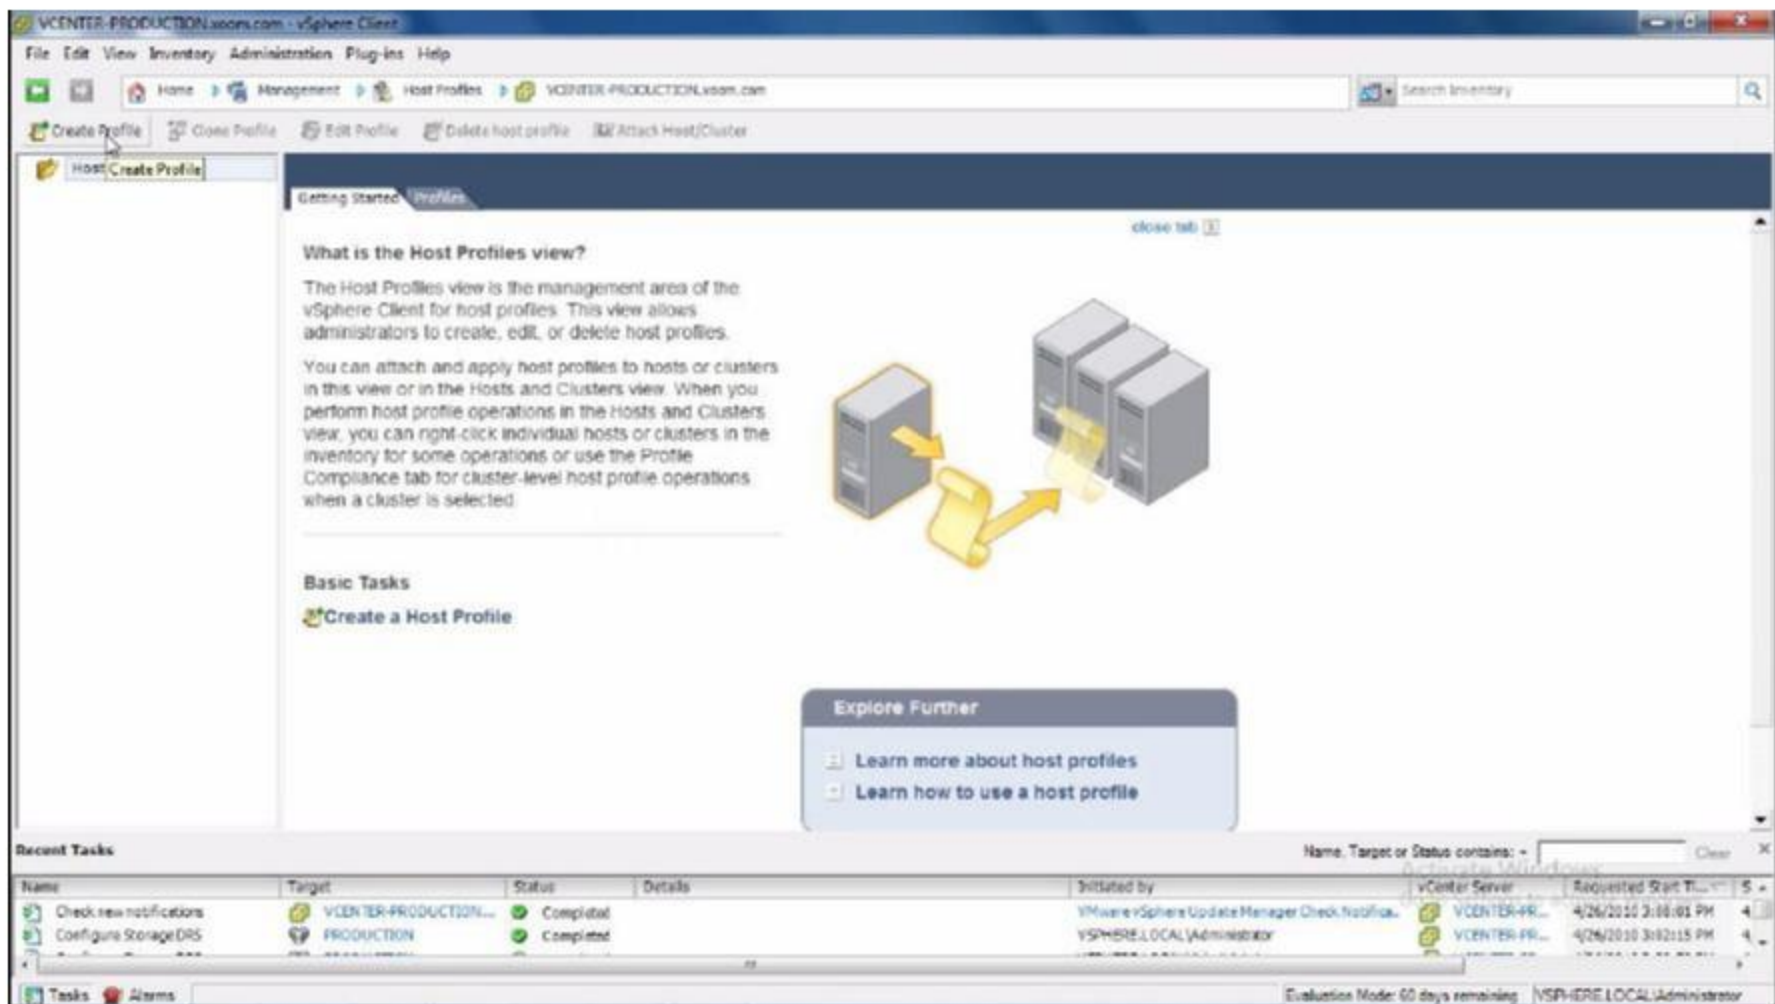 VCENTER-PRODUCTION.xoom.com - vSphere Client
File Edit View Inventory Administration Plug-ins Help
Home Management Host Profiles VCENTER-PRODUCTION.xoom.com
Search Inventory
Create Profile Clone Profile Edit Profile Delete host profile Attach Host/Cluster
Host Create Profile
Getting Started Profiles
close tab
What is the Host Profiles view?
The Host Profiles view is the management area of the
vSphere Client for host profiles. This view allows
administrators to create, edit, or delete host profiles.
You can attach and apply host profiles to hosts or clusters
in this view or in the Hosts and Clusters view. When you
perform host profile operations in the Hosts and Clusters
view, you can right-click individual hosts or clusters in the
inventory for some operations or use the Profile
Compliance tab for cluster-level host profile operations
when a cluster is selected.
Basic Tasks
Create a Host Profile
Explore Further
Learn more about host profiles
Learn how to use a host profile
Recent Tasks
Name, Target or Status contains: Clear
Activate Windows
Name Target Status Details Initiated by vCenter Server Requested Start Ti... S
Check new notifications VCENTER-PRODUCTION... Completed VMware vSphere Update Manager Check Notifica... VCENTER-PR... 4/26/2010 3:08:01 PM 4
Configure Storage DRS PRODUCTION Completed VSPHERE.LOCAL\Administrator VCENTER-PR... 4/26/2010 3:02:15 PM 4
Tasks Alarms
Evaluation Mode: 60 days remaining VSPHERE.LOCAL\Administrator